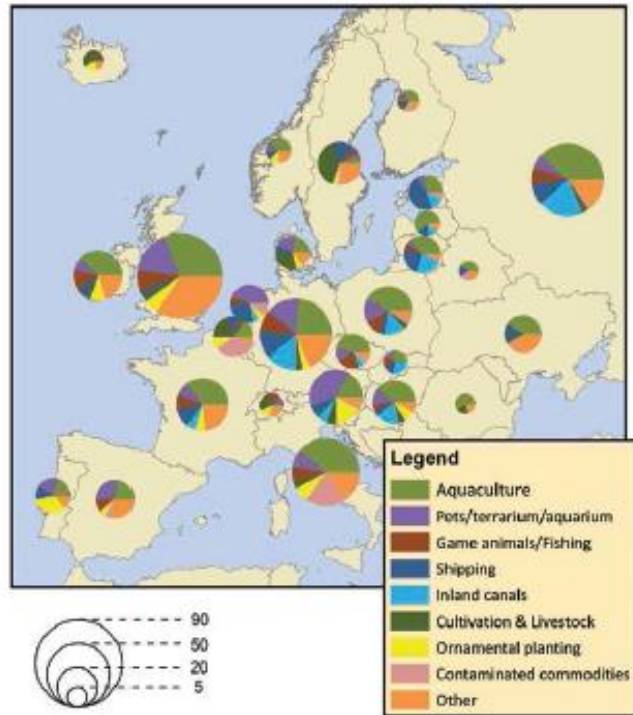 Legend
Aquaculture
Pets/terrarium/aquarium
Game animals/Fishing
Shipping
Inland canals
Cultivation & Livestock
Ornamental planting
Contaminated commodities
Other
90
50
20
5